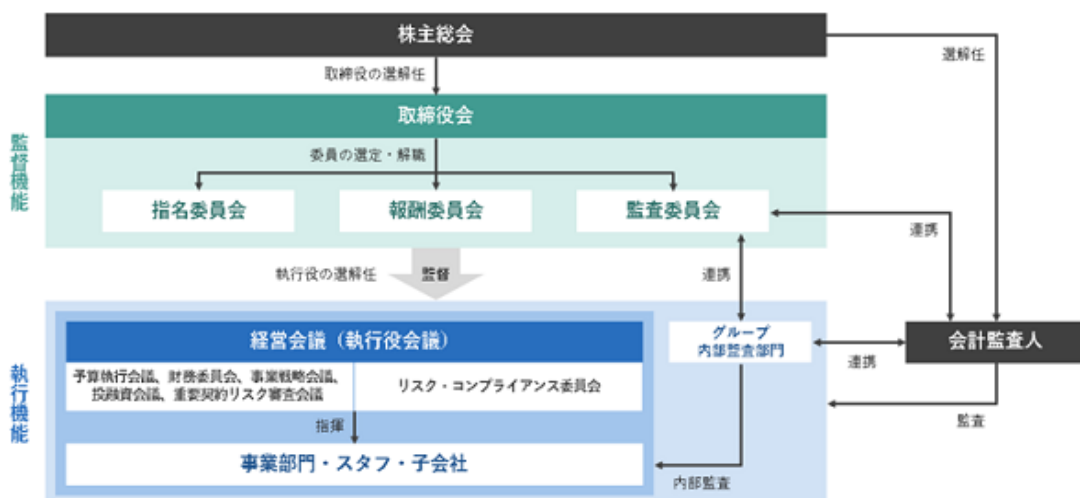 株主総会
選解任
取締役の選解任
取締役会
監督機能
委員の選定・解職
指名委員会
報酬委員会
監査委員会
連携
執行役の選解任
監督
連携
執行機能
経営会議（執行役会議）
予算執行会議、財務委員会、事業戦略会議、
投融資会議、重要契約リスク審査会議
リスク・コンプライアンス委員会
グループ
内部監査部門
連携
会計監査人
監査
指揮
事業部門・スタッフ・子会社
内部監査